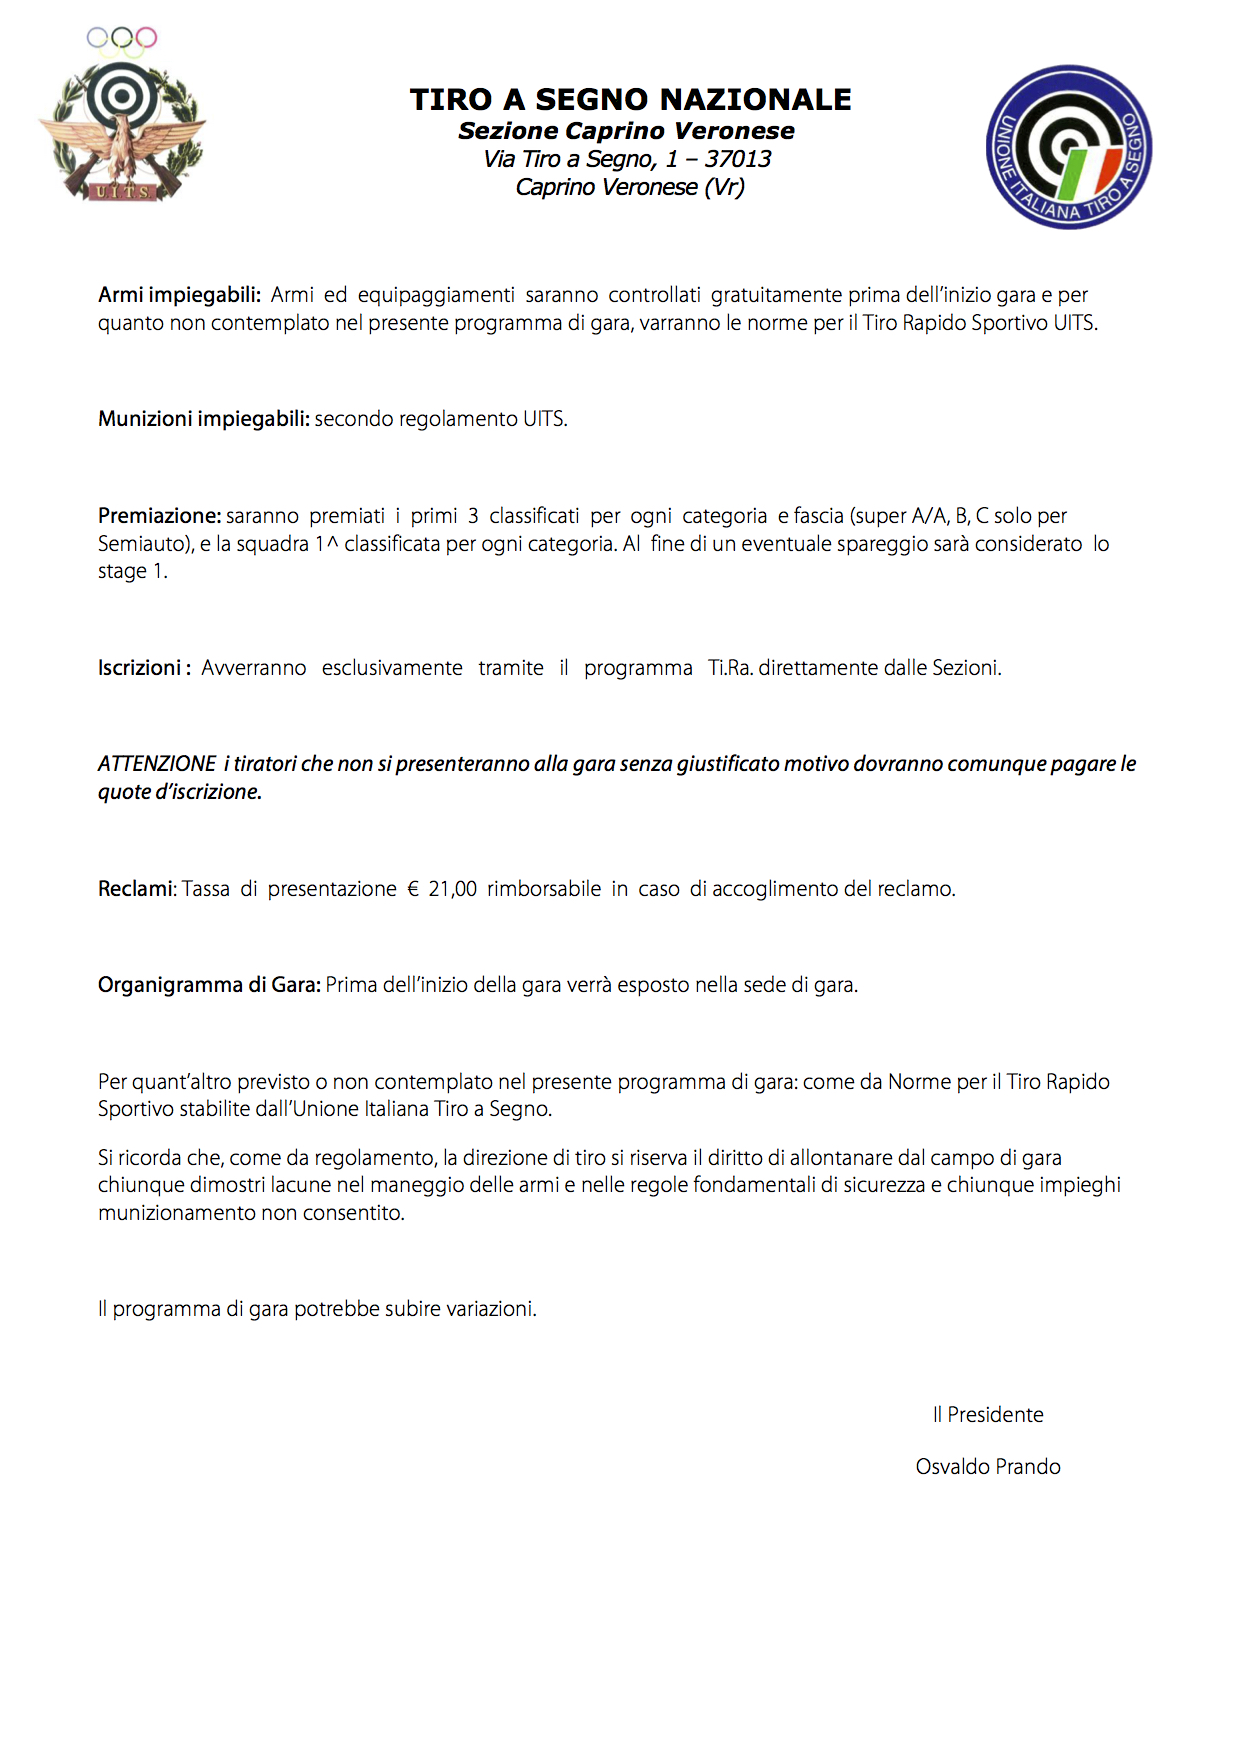 TIRO A SEGNO NAZIONALE
Sezione Caprino Veronese
Via Tiro a Segno, 1 – 37013
Caprino Veronese (Vr)
U.I.T.S.
UNIONE ITALIANA TIRO A SEGNO
Armi impiegabili: Armi ed equipaggiamenti saranno controllati gratuitamente prima dell’inizio gara e per
quanto non contemplato nel presente programma di gara, varranno le norme per il Tiro Rapido Sportivo UITS.
Munizioni impiegabili: secondo regolamento UITS.
Premiazione: saranno premiati i primi 3 classificati per ogni categoria e fascia (super A/A, B, C solo per
Semiauto), e la squadra 1^ classificata per ogni categoria. Al fine di un eventuale spareggio sarà considerato lo
stage 1.
Iscrizioni : Avverranno esclusivamente tramite il programma Ti.Ra. direttamente dalle Sezioni.
ATTENZIONE i tiratori che non si presenteranno alla gara senza giustificato motivo dovranno comunque pagare le
quote d’iscrizione.
Reclami: Tassa di presentazione € 21,00 rimborsabile in caso di accoglimento del reclamo.
Organigramma di Gara: Prima dell’inizio della gara verrà esposto nella sede di gara.
Per quant’altro previsto o non contemplato nel presente programma di gara: come da Norme per il Tiro Rapido
Sportivo stabilite dall’Unione Italiana Tiro a Segno.
Si ricorda che, come da regolamento, la direzione di tiro si riserva il diritto di allontanare dal campo di gara
chiunque dimostri lacune nel maneggio delle armi e nelle regole fondamentali di sicurezza e chiunque impieghi
munizionamento non consentito.
Il programma di gara potrebbe subire variazioni.
Il Presidente
Osvaldo Prando